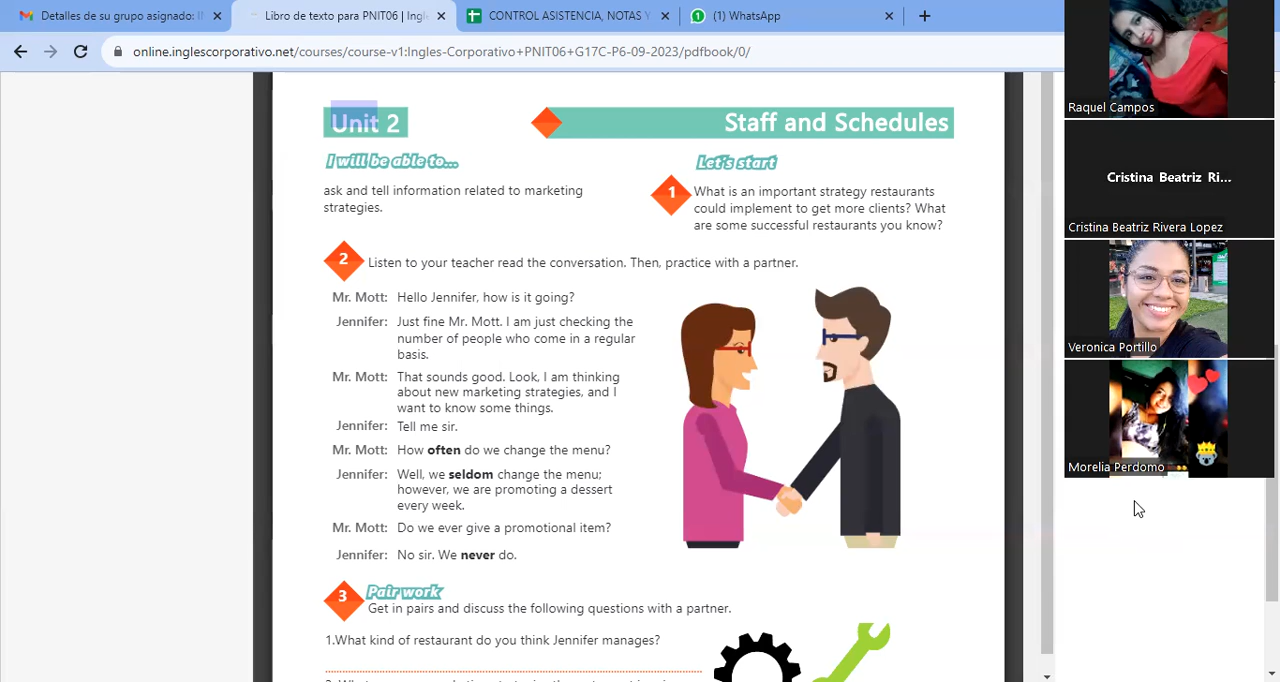 Detalles de su grupo asignado: II
Libro de texto para PNIT06 | Ingl
CONTROL ASISTENCIA, NOTAS Y
(1) WhatsApp
online.inglescorporativo.net/courses/course-v1:Ingles-Corporativo+PNIT06+G17C-P6-09-2023/pdfbook/0/
Unit 2
Staff and Schedules
I will be able to...
ask and tell information related to marketing
strategies.
Let's start
1
What is an important strategy restaurants
could implement to get more clients? What
are some successful restaurants you know?
2
Listen to your teacher read the conversation. Then, practice with a partner.
Mr. Mott: Hello Jennifer, how is it going?
Jennifer: Just fine Mr. Mott. I am just checking the
number of people who come in a regular
basis.
Mr. Mott: That sounds good. Look, I am thinking
about new marketing strategies, and I
want to know some things.
Jennifer: Tell me sir.
Mr. Mott: How often do we change the menu?
Jennifer: Well, we seldom change the menu;
however, we are promoting a dessert
every week.
Mr. Mott: Do we ever give a promotional item?
Jennifer: No sir. We never do.
3
Pair work
Get in pairs and discuss the following questions with a partner.
1.What kind of restaurant do you think Jennifer manages?
Raquel Campos
Cristina Beatriz Ri...
Cristina Beatriz Rivera Lopez
Veronica Portillo
Morelia Perdomo